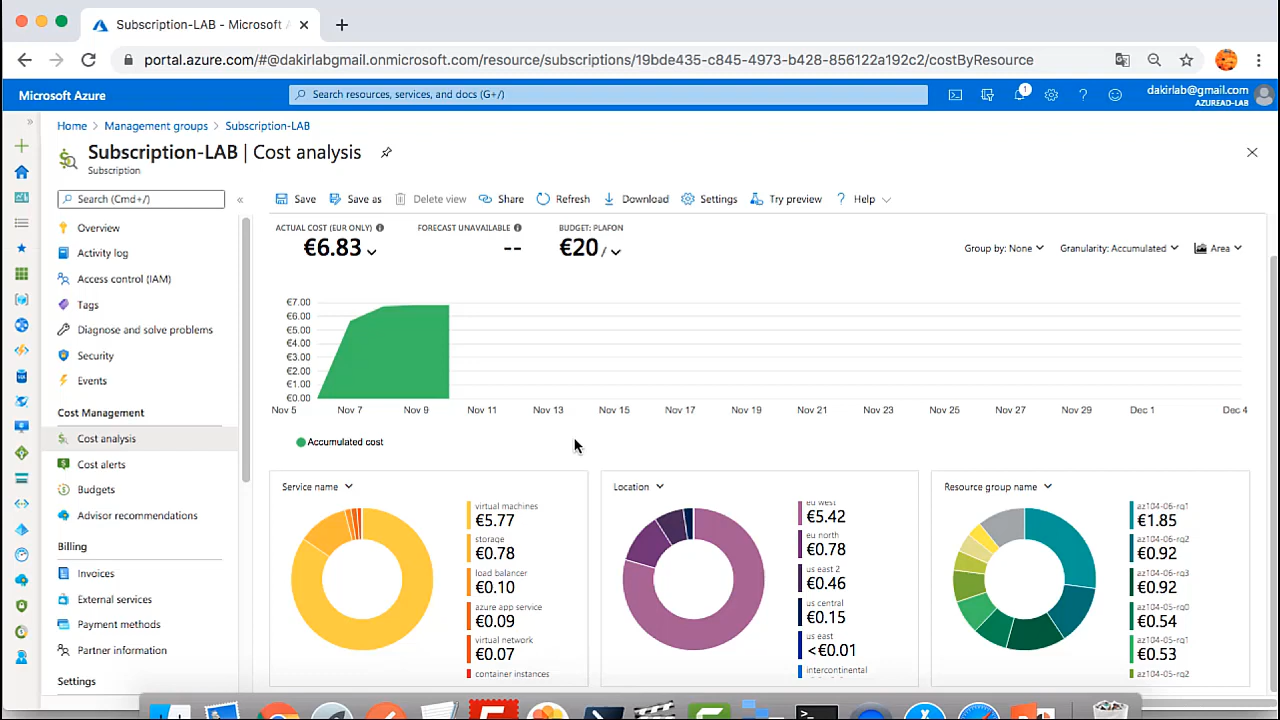 Subscription-LAB - Microsoft A
portal.azure.com/#@dakirlabgmail.onmicrosoft.com/resource/subscriptions/19bde435-c845-4973-b428-856122a192c2/costByResource
Microsoft Azure
Search resources, services, and docs (G+/)
1
dakirlab@gmail.com
AZUREAD-LAB
Home > Management groups > Subscription-LAB
Subscription-LAB | Cost analysis
Subscription
Search (Cmd+/)
Overview
Activity log
Access control (IAM)
Tags
Diagnose and solve problems
Security
Events
Cost Management
Cost analysis
Cost alerts
Budgets
Advisor recommendations
Billing
Invoices
External services
Payment methods
Partner information
Settings
Save Save as Delete view Share Refresh Download Settings Try preview ? Help
ACTUAL COST (EUR ONLY) FORECAST UNAVAILABLE BUDGET: PLAFON
€6.83 -- €20 /
Group by: None Granularity: Accumulated Area
€7.00
€6.00
€5.00
€4.00
€3.00
€2.00
€1.00
€0.00
Nov 5 Nov 7 Nov 9 Nov 11 Nov 13 Nov 15 Nov 17 Nov 19 Nov 21 Nov 23 Nov 25 Nov 27 Nov 29 Dec 1 Dec 4
Accumulated cost
Service name
virtual machines
€5.77
storage
€0.78
load balancer
€0.10
azure app service
€0.09
virtual network
€0.07
container instances
Location
eu west
€5.42
eu north
€0.78
us east 2
€0.46
us central
€0.15
us east
<€0.01
intercontinental
Resource group name
az104-06-rg1
€1.85
az104-06-rg2
€0.92
az104-06-rg3
€0.92
az104-05-rg0
€0.54
az104-05-rg1
€0.53
az104-05-rg2